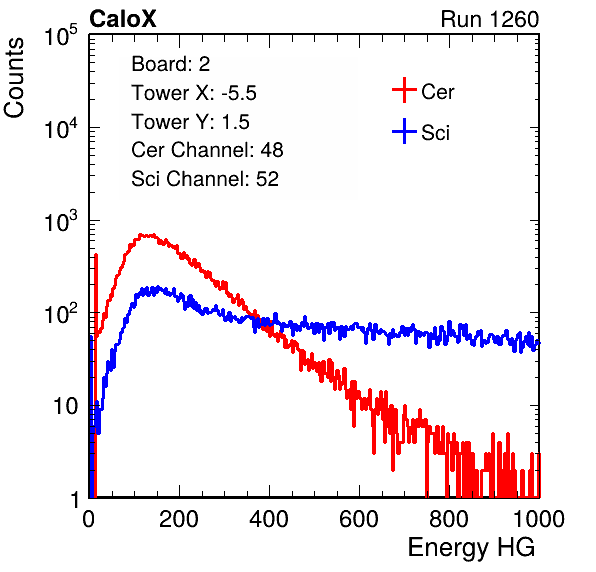 CaloX Run 1260
Counts
10^5
10^4
10^3
10^2
10
1
Board: 2
Tower X: -5.5
Tower Y: 1.5
Cer Channel: 48
Sci Channel: 52
Cer
Sci
0 200 400 600 800 1000
Energy HG